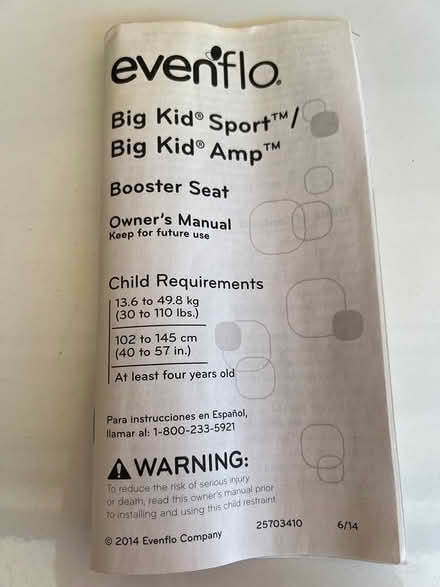 evenflo®
Big Kid® Sport™/
Big Kid® Amp™
Booster Seat
Owner's Manual
Keep for future use
Child Requirements
13.6 to 49.8 kg
(30 to 110 lbs.)
102 to 145 cm
(40 to 57 in.)
At least four years old
Para instrucciones en Español,
llamar al: 1-800-233-5921
WARNING:
To reduce the risk of serious injury
or death, read this owner's manual prior
to installing and using this child restraint.
25703410 6/14
© 2014 Evenflo Company